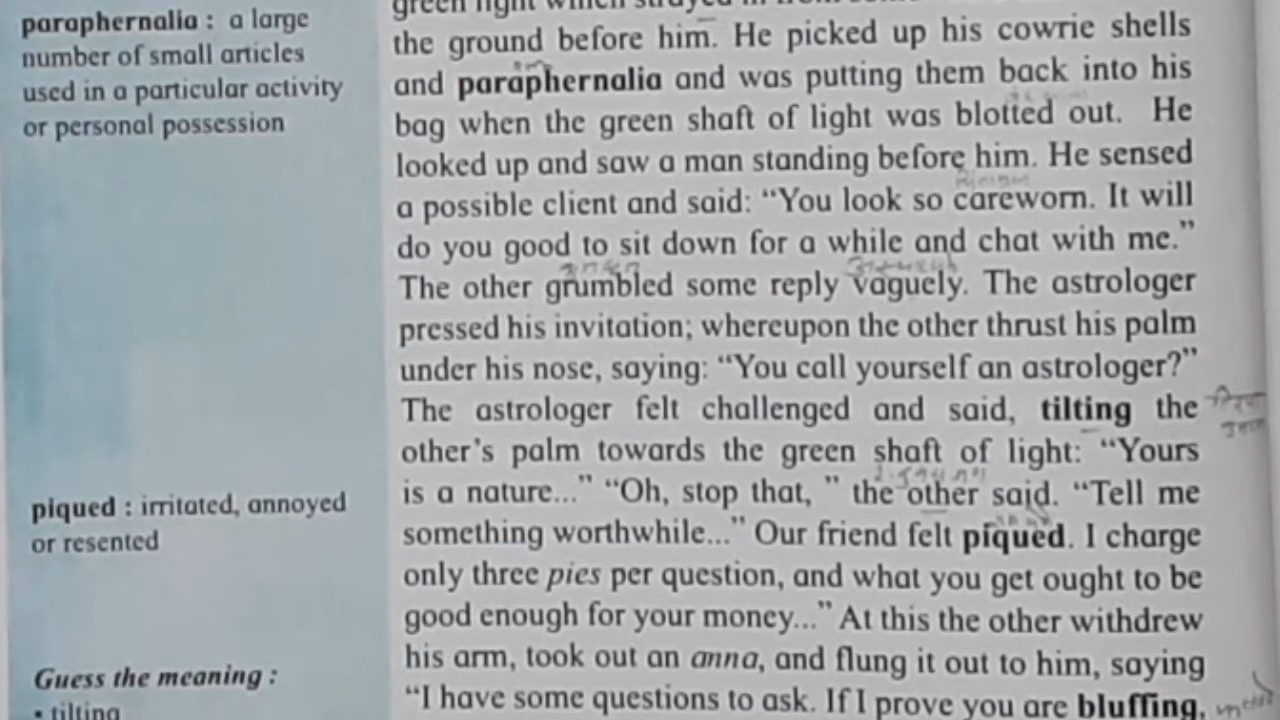 paraphernalia : a large
number of small articles
used in a particular activity
or personal possession
piqued : irritated, annoyed
or resented
Guess the meaning :
• tilting
green light which strayed in from
the ground before him. He picked up his cowrie shells
and paraphernalia and was putting them back into his
bag when the green shaft of light was blotted out. He
looked up and saw a man standing before him. He sensed
a possible client and said: “You look so careworn. It will
do you good to sit down for a while and chat with me.”
The other grumbled some reply vaguely. The astrologer
pressed his invitation; whereupon the other thrust his palm
under his nose, saying: “You call yourself an astrologer?”
The astrologer felt challenged and said, tilting the
other’s palm towards the green shaft of light: “Yours
is a nature...” “Oh, stop that, ” the other said. “Tell me
something worthwhile...” Our friend felt piqued. I charge
only three pies per question, and what you get ought to be
good enough for your money...” At this the other withdrew
his arm, took out an anna, and flung it out to him, saying
“I have some questions to ask. If I prove you are bluffing,